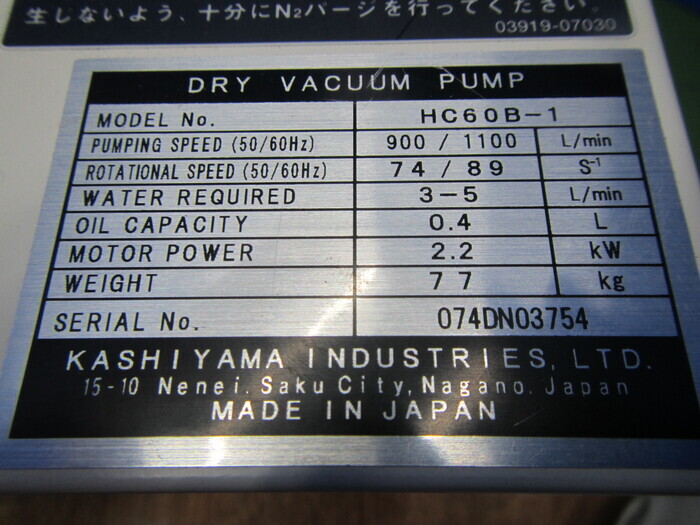 生しないよう、十分にN₂パージを行ってください。
03919-07030
DRY VACUUM PUMP
MODEL No. HC60B-1
PUMPING SPEED (50/60Hz) 900 / 1100 L/min
ROTATIONAL SPEED (50/60Hz) 74 / 89 S⁻¹
WATER REQUIRED 3-5 L/min
OIL CAPACITY 0.4 L
MOTOR POWER 2.2 kW
WEIGHT 77 kg
SERIAL No. 074DN03754
KASHIYAMA INDUSTRIES, LTD.
15-10 Nenei. Saku City, Nagano. Japan
MADE IN JAPAN